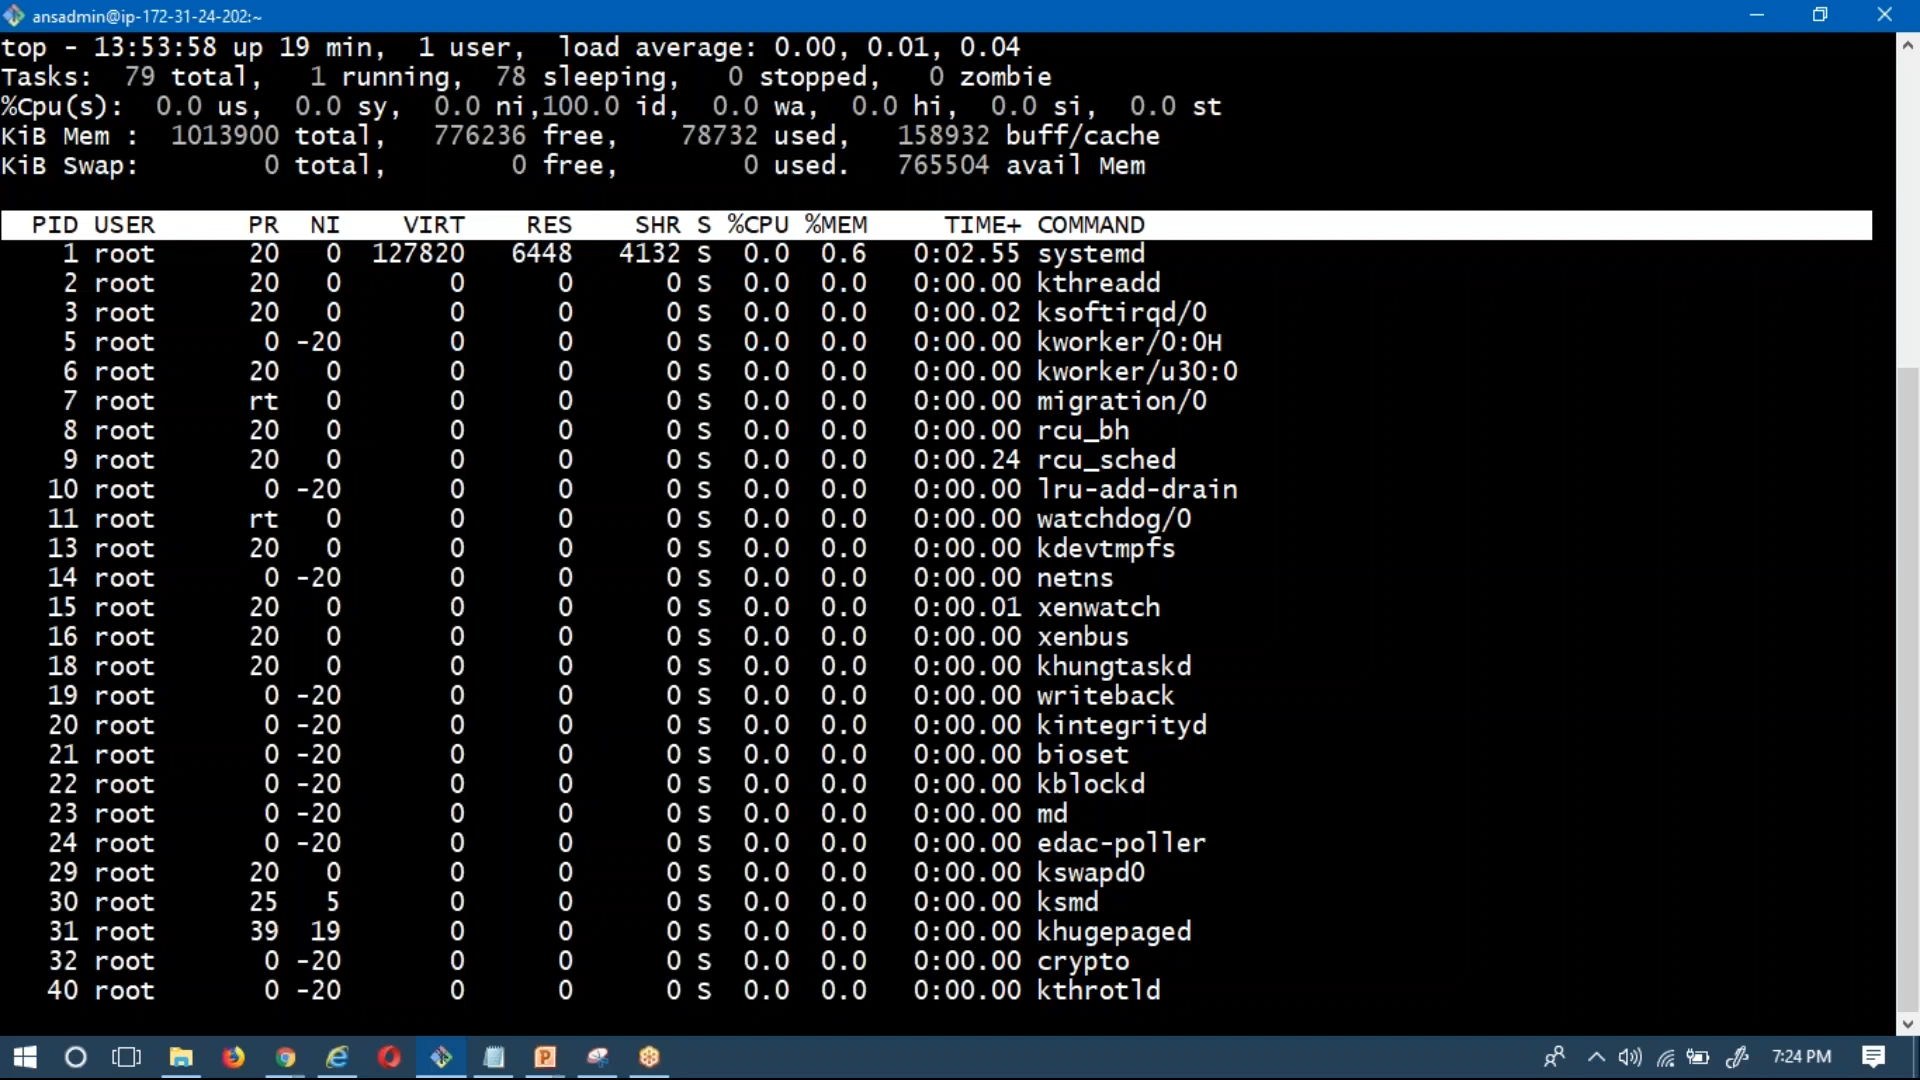 ansadmin@ip-172-31-24-202:~
top - 13:53:58 up 19 min,  1 user,  load average: 0.00, 0.01, 0.04
Tasks:  79 total,   1 running,  78 sleeping,   0 stopped,   0 zombie
%Cpu(s):  0.0 us,  0.0 sy,  0.0 ni,100.0 id,  0.0 wa,  0.0 hi,  0.0 si,  0.0 st
KiB Mem :  1013900 total,   776236 free,    78732 used,   158932 buff/cache
KiB Swap:        0 total,        0 free,        0 used.   765504 avail Mem
PID USER      PR  NI    VIRT    RES    SHR S %CPU %MEM     TIME+ COMMAND
1 root      20   0  127820   6448   4132 S  0.0  0.6   0:02.55 systemd
2 root      20   0       0      0      0 S  0.0  0.0   0:00.00 kthreadd
3 root      20   0       0      0      0 S  0.0  0.0   0:00.02 ksoftirqd/0
5 root       0 -20       0      0      0 S  0.0  0.0   0:00.00 kworker/0:0H
6 root      20   0       0      0      0 S  0.0  0.0   0:00.00 kworker/u30:0
7 root      rt   0       0      0      0 S  0.0  0.0   0:00.00 migration/0
8 root      20   0       0      0      0 S  0.0  0.0   0:00.00 rcu_bh
9 root      20   0       0      0      0 S  0.0  0.0   0:00.24 rcu_sched
10 root       0 -20       0      0      0 S  0.0  0.0   0:00.00 lru-add-drain
11 root      rt   0       0      0      0 S  0.0  0.0   0:00.00 watchdog/0
13 root      20   0       0      0      0 S  0.0  0.0   0:00.00 kdevtmpfs
14 root       0 -20       0      0      0 S  0.0  0.0   0:00.00 netns
15 root      20   0       0      0      0 S  0.0  0.0   0:00.01 xenwatch
16 root      20   0       0      0      0 S  0.0  0.0   0:00.00 xenbus
18 root      20   0       0      0      0 S  0.0  0.0   0:00.00 khungtaskd
19 root       0 -20       0      0      0 S  0.0  0.0   0:00.00 writeback
20 root       0 -20       0      0      0 S  0.0  0.0   0:00.00 kintegrityd
21 root       0 -20       0      0      0 S  0.0  0.0   0:00.00 bioset
22 root       0 -20       0      0      0 S  0.0  0.0   0:00.00 kblockd
23 root       0 -20       0      0      0 S  0.0  0.0   0:00.00 md
24 root       0 -20       0      0      0 S  0.0  0.0   0:00.00 edac-poller
29 root      20   0       0      0      0 S  0.0  0.0   0:00.00 kswapd0
30 root      25   5       0      0      0 S  0.0  0.0   0:00.00 ksmd
31 root      39  19       0      0      0 S  0.0  0.0   0:00.00 khugepaged
32 root       0 -20       0      0      0 S  0.0  0.0   0:00.00 crypto
40 root       0 -20       0      0      0 S  0.0  0.0   0:00.00 kthrotld
7:24 PM